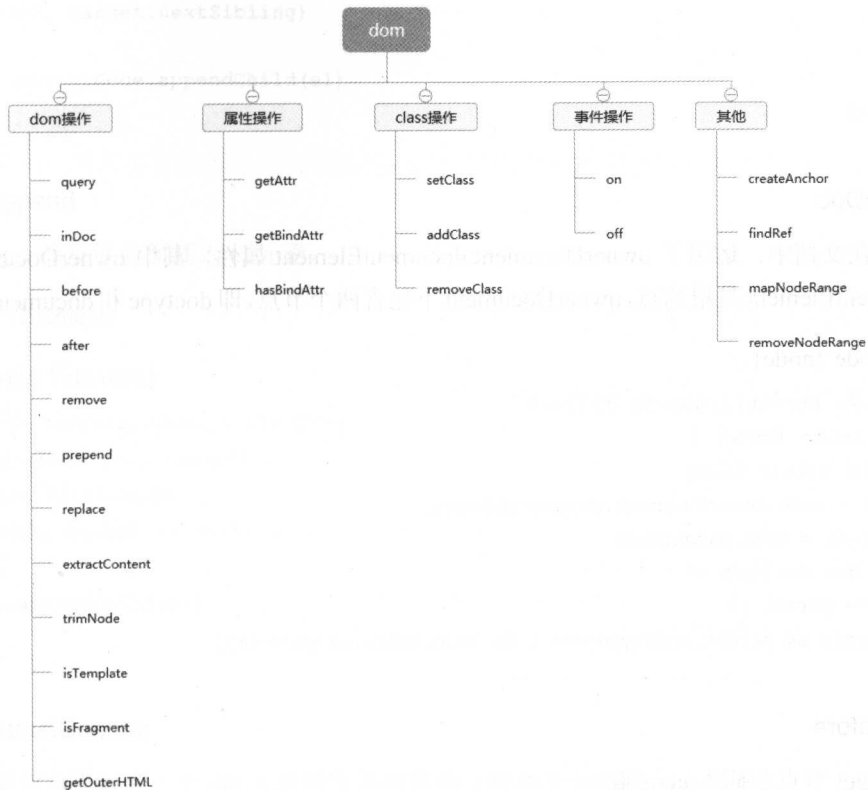 dom
dom操作
query
inDoc
before
after
remove
prepend
replace
extractContent
trimNode
isTemplate
isFragment
getOuterHTML
属性操作
getAttr
getBindAttr
hasBindAttr
class操作
setClass
addClass
removeClass
事件操作
on
off
其他
createAnchor
findRef
mapNodeRange
removeNodeRange